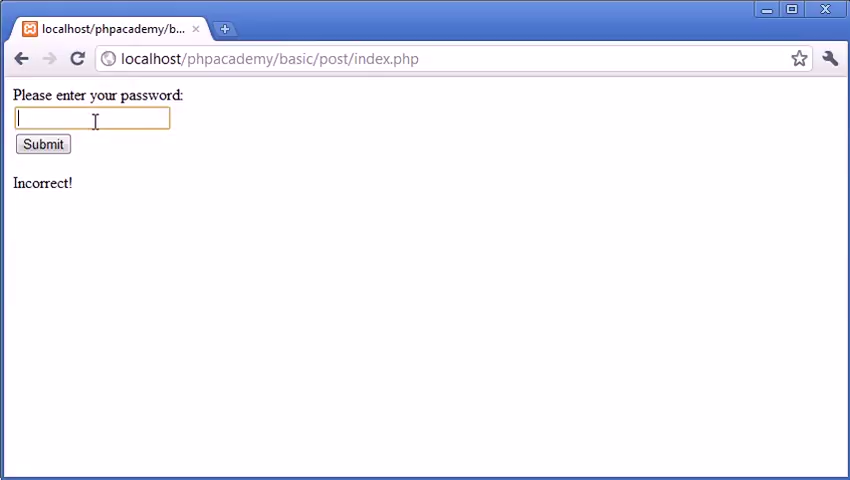 localhost/phpacademy/b...
localhost/phpacademy/basic/post/index.php
Please enter your password:
Submit
Incorrect!